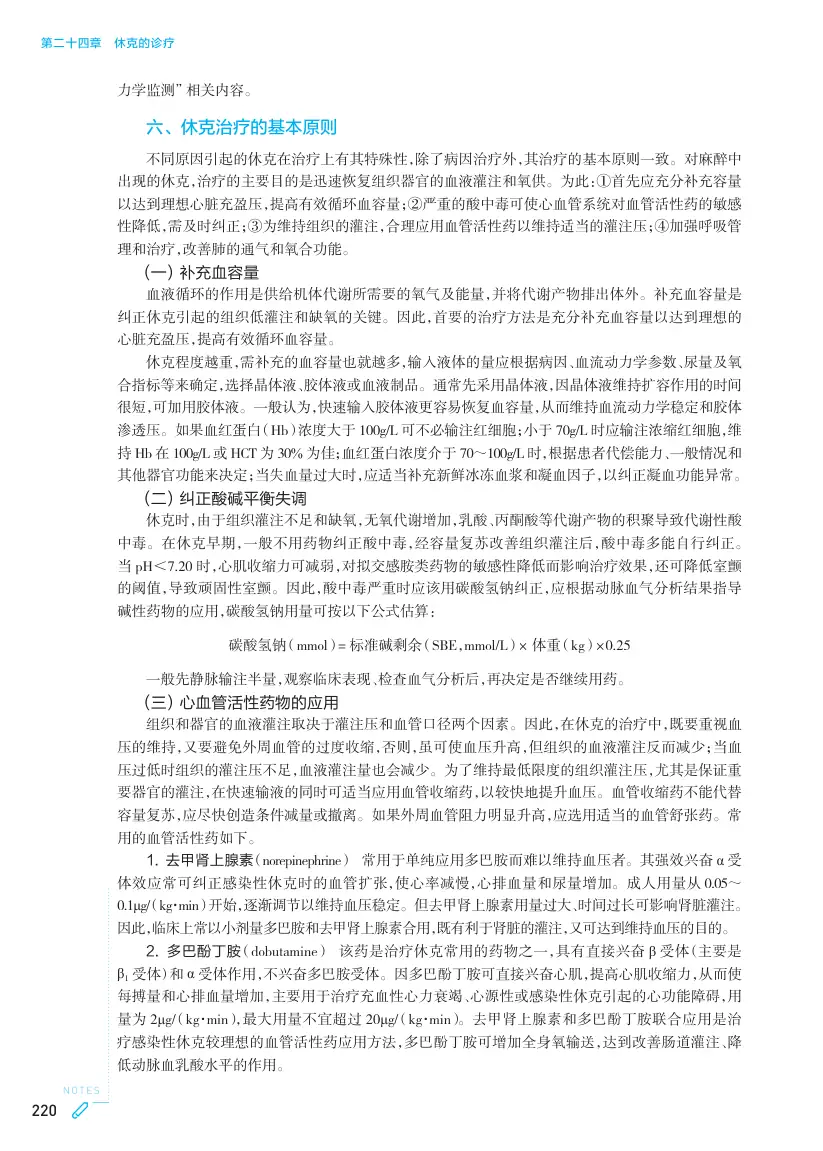 第二十四章 休克的诊疗
力学监测”相关内容。
六、休克治疗的基本原则
不同原因引起的休克在治疗上有其特殊性,除了病因治疗外,其治疗的基本原则一致。对麻醉中
出现的休克,治疗的主要目的是迅速恢复组织器官的血液灌注和氧供。为此:①首先应充分补充容量
以达到理想心脏充盈压,提高有效循环血容量;②严重的酸中毒可使心血管系统对血管活性药的敏感
性降低,需及时纠正;③为维持组织的灌注,合理应用血管活性药以维持适当的灌注压;④加强呼吸管
理和治疗,改善肺的通气和氧合功能。
(一)补充血容量
血液循环的作用是供给机体代谢所需要的氧气及能量,并将代谢产物排出体外。补充血容量是
纠正休克引起的组织低灌注和缺氧的关键。因此,首要的治疗方法是充分补充血容量以达到理想的
心脏充盈压,提高有效循环血容量。
休克程度越重,需补充的血容量也就越多,输入液体的量应根据病因、血流动力学参数、尿量及氧
合指标等来确定,选择晶体液、胶体液或血液制品。通常先采用晶体液,因晶体液维持扩容作用的时间
很短,可加用胶体液。一般认为,快速输入胶体液更容易恢复血容量,从而维持血流动力学稳定和胶体
渗透压。如果血红蛋白(Hb)浓度大于 100g/L 可不必输注红细胞;小于 70g/L 时应输注浓缩红细胞,维
持 Hb 在 100g/L 或 HCT 为 30% 为佳;血红蛋白浓度介于 70～100g/L 时,根据患者代偿能力、一般情况和
其他器官功能来决定;当失血量过大时,应适当补充新鲜冰冻血浆和凝血因子,以纠正凝血功能异常。
(二)纠正酸碱平衡失调
休克时,由于组织灌注不足和缺氧,无氧代谢增加,乳酸、丙酮酸等代谢产物的积聚导致代谢性酸
中毒。在休克早期,一般不用药物纠正酸中毒,经容量复苏改善组织灌注后,酸中毒多能自行纠正。
当 pH＜7.20 时,心肌收缩力可减弱,对拟交感胺类药物的敏感性降低而影响治疗效果,还可降低室颤
的阈值,导致顽固性室颤。因此,酸中毒严重时应该用碳酸氢钠纠正,应根据动脉血气分析结果指导
碱性药物的应用,碳酸氢钠用量可按以下公式估算:
碳酸氢钠(mmol)= 标准碱剩余(SBE,mmol/L)× 体重(kg)×0.25
一般先静脉输注半量,观察临床表现、检查血气分析后,再决定是否继续用药。
(三)心血管活性药物的应用
组织和器官的血液灌注取决于灌注压和血管口径两个因素。因此,在休克的治疗中,既要重视血
压的维持,又要避免外周血管的过度收缩,否则,虽可使血压升高,但组织的血液灌注反而减少;当血
压过低时组织的灌注压不足,血液灌注量也会减少。为了维持最低限度的组织灌注压,尤其是保证重
要器官的灌注,在快速输液的同时可适当应用血管收缩药,以较快地提升血压。血管收缩药不能代替
容量复苏,应尽快创造条件减量或撤离。如果外周血管阻力明显升高,应选用适当的血管舒张药。常
用的血管活性药如下。
1. 去甲肾上腺素(norepinephrine) 常用于单纯应用多巴胺而难以维持血压者。其强效兴奋 α 受
体效应常可纠正感染性休克时的血管扩张,使心率减慢,心排血量和尿量增加。成人用量从 0.05～
0.1μg/(kg·min)开始,逐渐调节以维持血压稳定。但去甲肾上腺素用量过大、时间过长可影响肾脏灌注。
因此,临床上常以小剂量多巴胺和去甲肾上腺素合用,既有利于肾脏的灌注,又可达到维持血压的目的。
2. 多巴酚丁胺(dobutamine) 该药是治疗休克常用的药物之一,具有直接兴奋 β 受体(主要是
β₁ 受体)和 α 受体作用,不兴奋多巴胺受体。因多巴酚丁胺可直接兴奋心肌,提高心肌收缩力,从而使
每搏量和心排血量增加,主要用于治疗充血性心力衰竭、心源性或感染性休克引起的心功能障碍,用
量为 2μg/(kg·min),最大用量不宜超过 20μg/(kg·min)。去甲肾上腺素和多巴酚丁胺联合应用是治
疗感染性休克较理想的血管活性药应用方法,多巴酚丁胺可增加全身氧输送,达到改善肠道灌注、降
低动脉血乳酸水平的作用。
NOTES
220